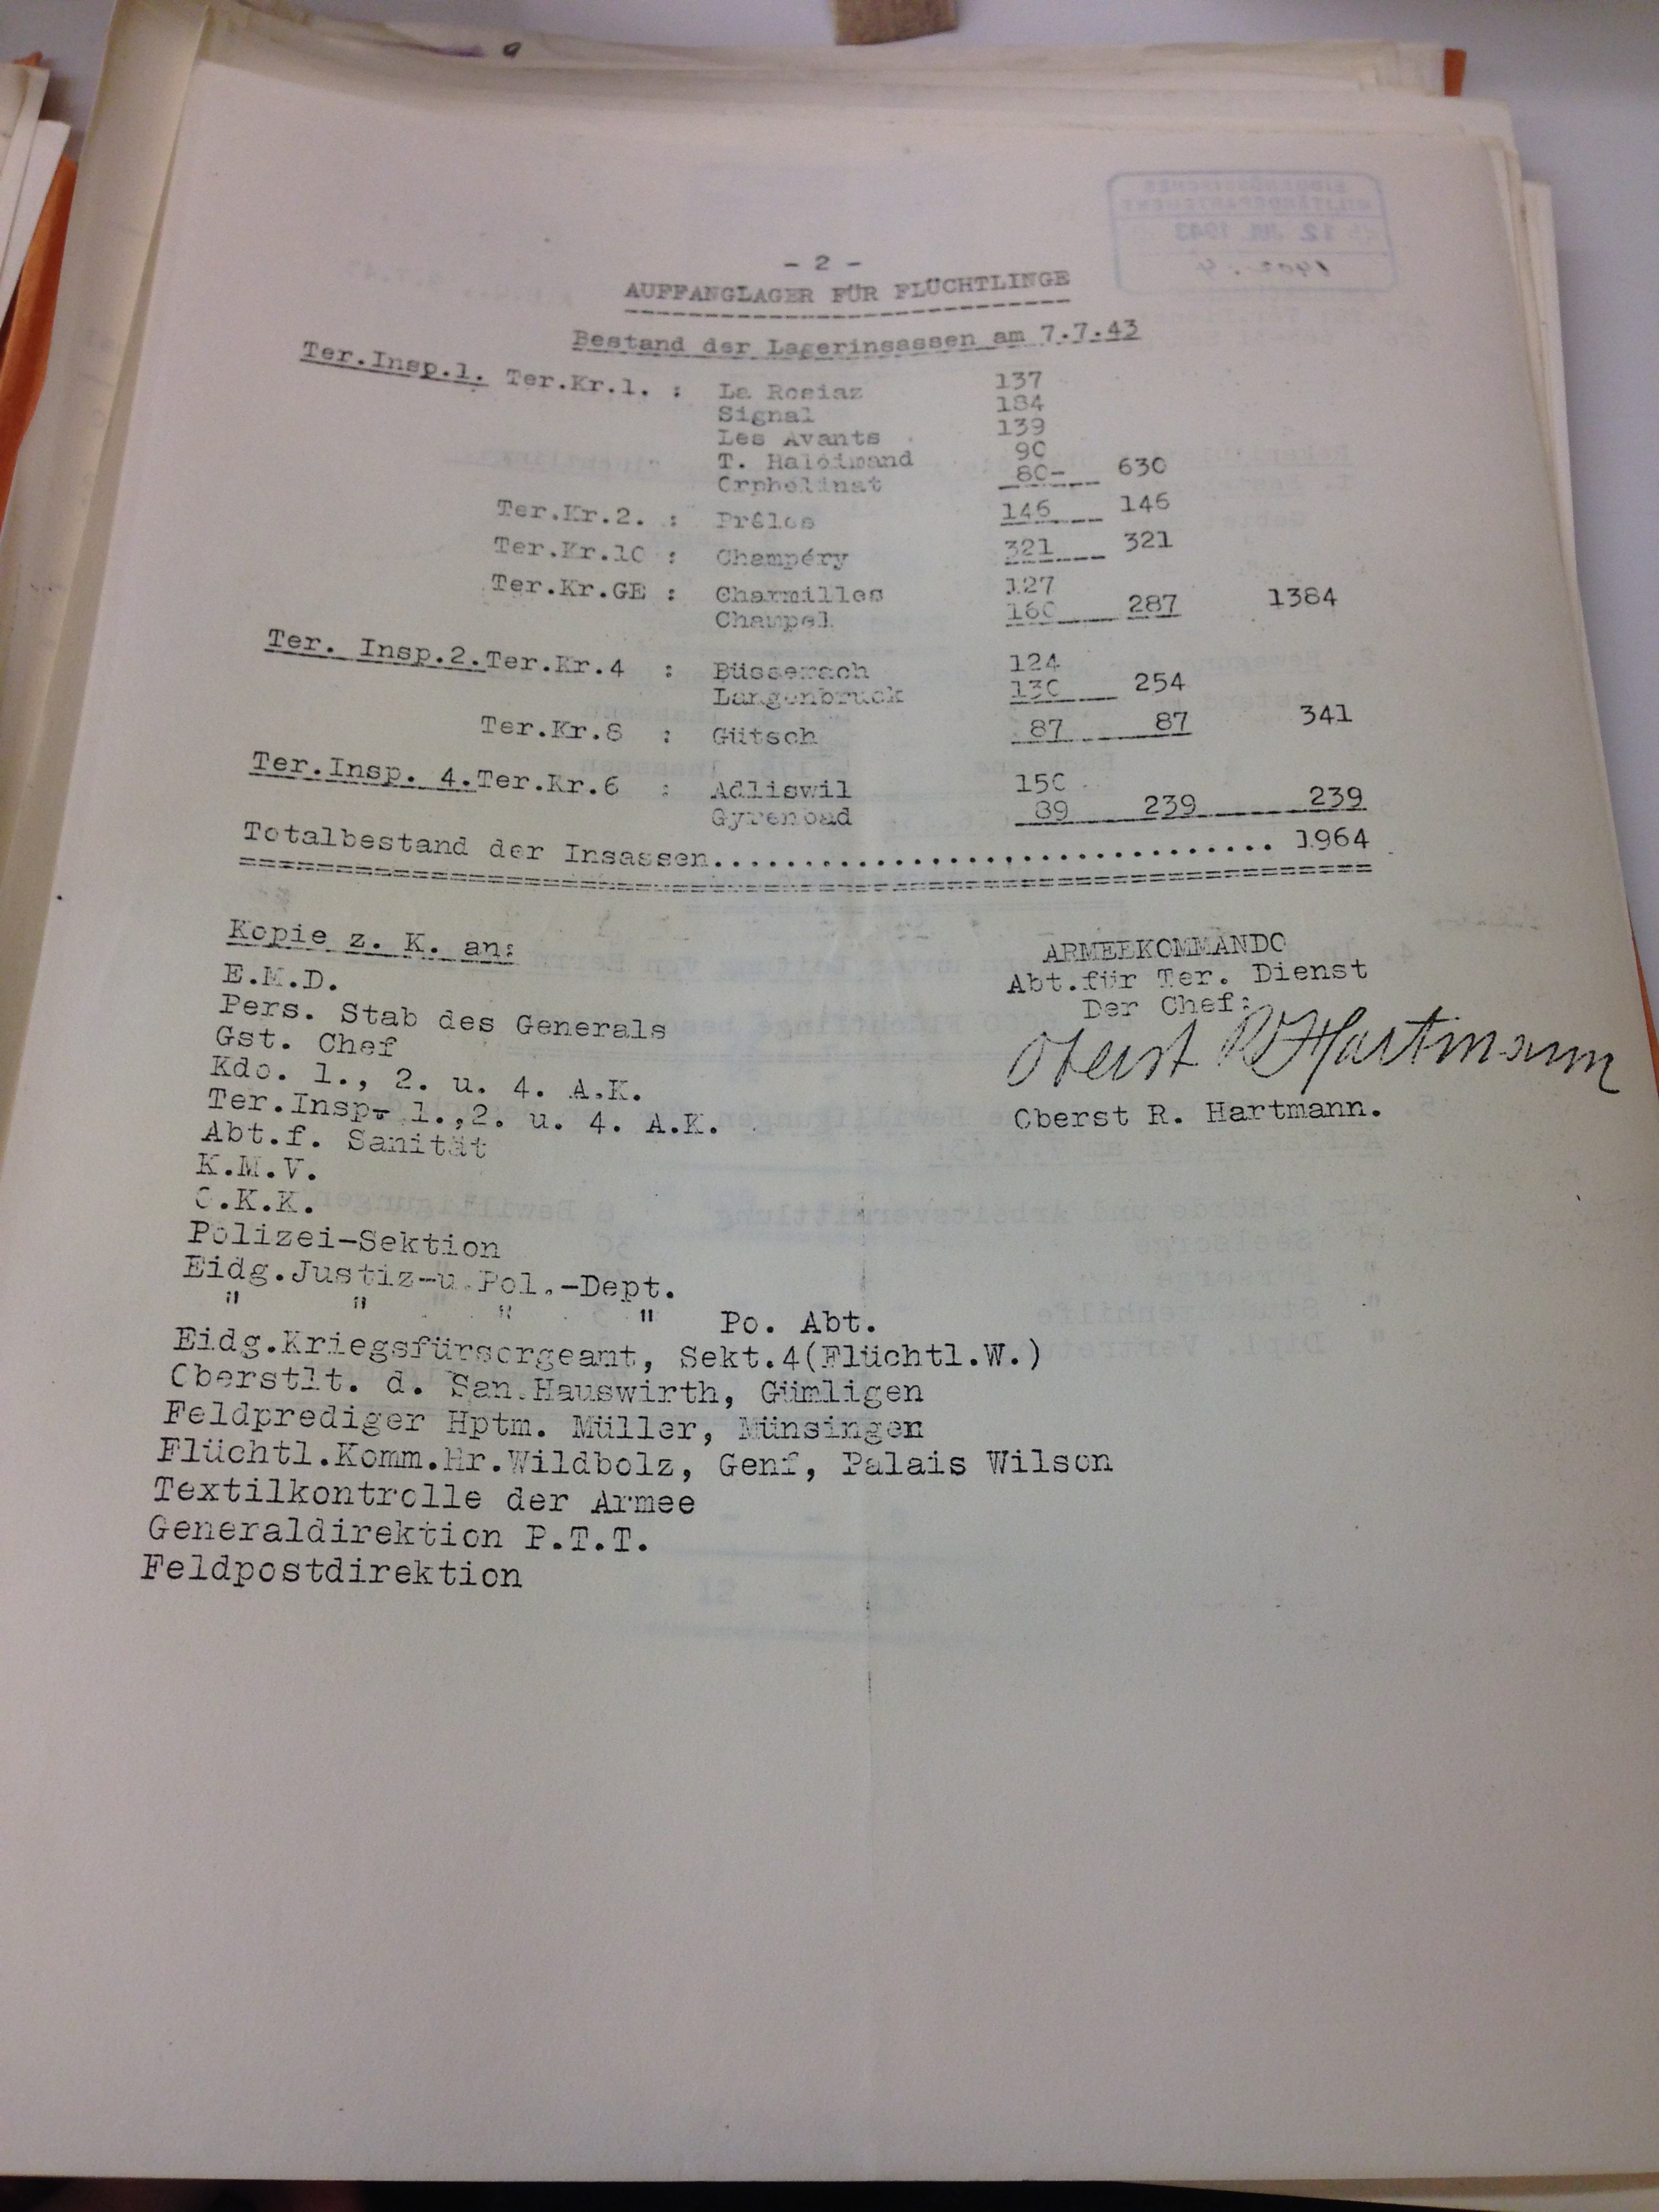 - 2 -
AUFFANGLAGER FÜR FLÜCHTLINGE
Bestand der Lagerinsassen am 7.7.43
Ter.Insp.1. Ter.Kr.1. : La Rosiaz 137
Signal 184
Les Avants 139
T. Haldimand 90
Orphelinat 80- 630
Ter.Kr.2. : Prêles 146 146
Ter.Kr.10 : Champéry 321 321
Ter.Kr.GE : Charmilles 127
Champel 160 287 1384
Ter. Insp.2.Ter.Kr.4 : Büsserach 124
Langenbruck 130 254
Ter.Kr.8 : Gütsch 87 87 341
Ter.Insp. 4.Ter.Kr.6 : Adliswil 150
Gyrenbad 89 239 239
Totalbestand der Insassen............................... 1964
Kopie z. K. an:
E.M.D.
Pers. Stab des Generals
Gst. Chef
Kdo. 1., 2. u. 4. A.K.
Ter.Insp. 1.,2. u. 4. A.K.
Abt.f. Sanität
K.M.V.
O.K.K.
Polizei-Sektion
Eidg.Justiz-u.Pol.-Dept.
" " " " Po. Abt.
Eidg.Kriegsfürsorgeamt, Sekt.4(Flüchtl.W.)
Oberstlt. d. San.Hauswirth, Gümligen
Feldprediger Hptm. Müller, Münsingen
Flüchtl.Komm.Hr.Wildbolz, Genf, Palais Wilson
Textilkontrolle der Armee
Generaldirektion P.T.T.
Feldpostdirektion
ARMEEKOMMANDO
Abt.für Ter. Dienst
Der Chef:
Oberst R Hartmann
Oberst R. Hartmann.
12. JUL 1943